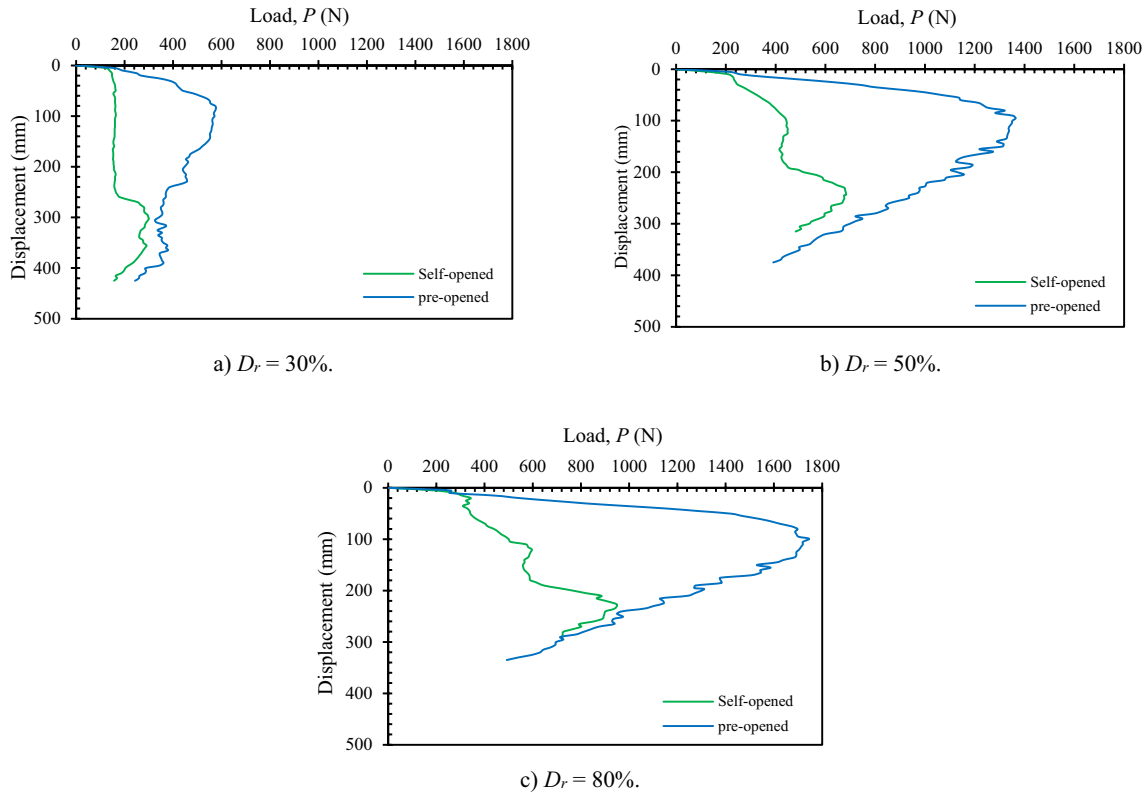 Load, P (N)
0 200 400 600 800 1000 1200 1400 1600 1800
0
100
200
300
400
500
Displacement (mm)
Self-opened
pre-opened
a) Dr = 30%.
Load, P (N)
0 200 400 600 800 1000 1200 1400 1600 1800
0
100
200
300
400
500
Displacement (mm)
Self-opened
pre-opened
b) Dr = 50%.
Load, P (N)
0 200 400 600 800 1000 1200 1400 1600 1800
0
100
200
300
400
500
Displacement (mm)
Self-opened
pre-opened
c) Dr = 80%.